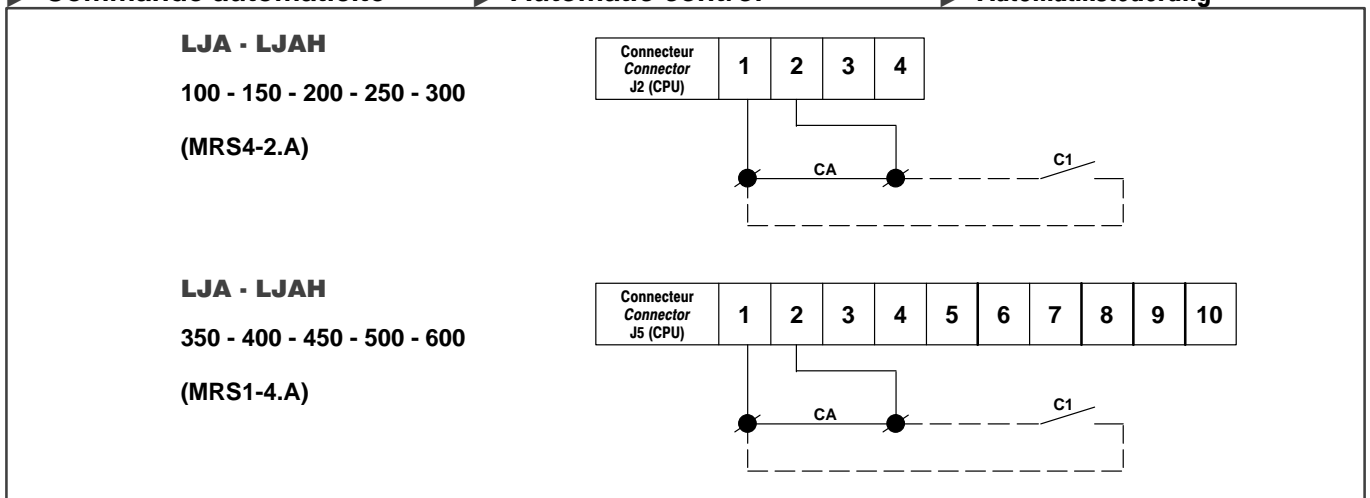 Commande automaticité
Automatic control
Automatiksteuerung
LJA - LJAH
100 - 150 - 200 - 250 - 300
(MRS4-2.A)
Connecteur
Connector
J2 (CPU)
1 2 3 4
CA
C1
LJA - LJAH
350 - 400 - 450 - 500 - 600
(MRS1-4.A)
Connecteur
Connector
J5 (CPU)
1 2 3 4 5 6 7 8 9 10
CA
C1